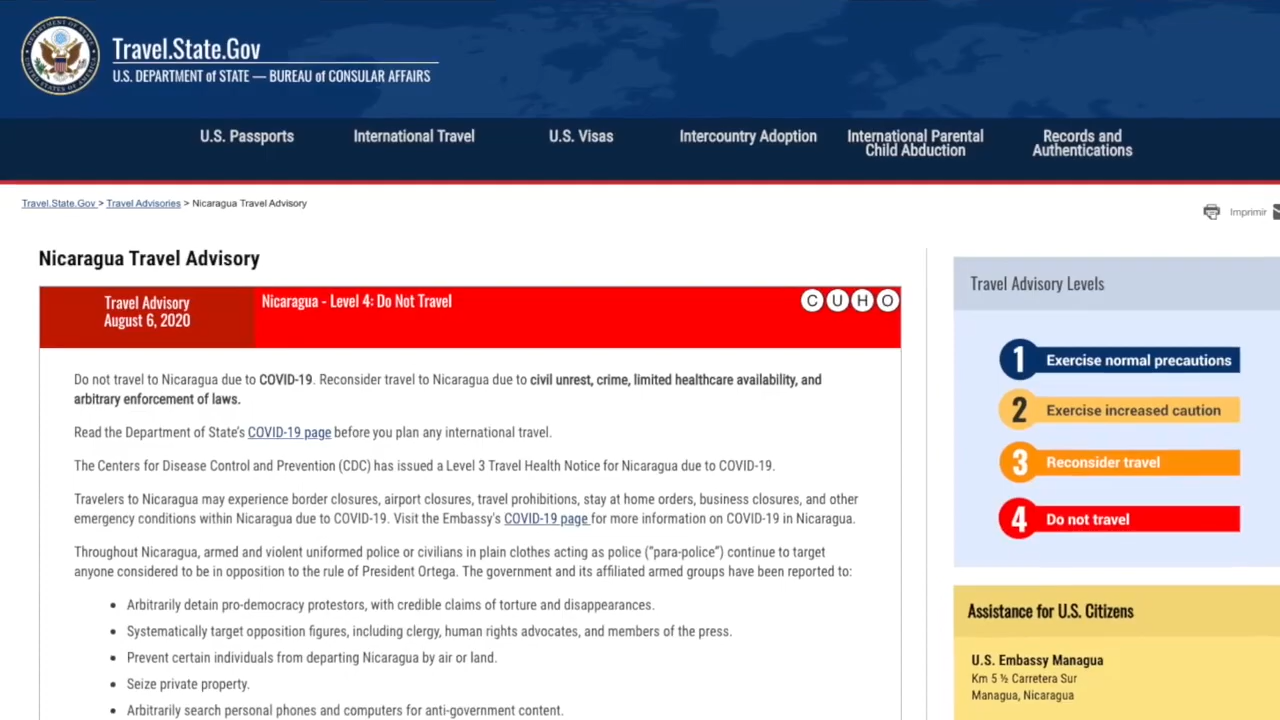 Travel.State.Gov
U.S. DEPARTMENT of STATE — BUREAU of CONSULAR AFFAIRS
U.S. Passports
International Travel
U.S. Visas
Intercountry Adoption
International Parental
Child Abduction
Records and
Authentications
Travel.State.Gov > Travel Advisories > Nicaragua Travel Advisory
Imprimir
Nicaragua Travel Advisory
Travel Advisory
August 6, 2020
Nicaragua - Level 4: Do Not Travel
C U H O
Do not travel to Nicaragua due to COVID-19. Reconsider travel to Nicaragua due to civil unrest, crime, limited healthcare availability, and
arbitrary enforcement of laws.
Read the Department of State's COVID-19 page before you plan any international travel.
The Centers for Disease Control and Prevention (CDC) has issued a Level 3 Travel Health Notice for Nicaragua due to COVID-19.
Travelers to Nicaragua may experience border closures, airport closures, travel prohibitions, stay at home orders, business closures, and other
emergency conditions within Nicaragua due to COVID-19. Visit the Embassy's COVID-19 page for more information on COVID-19 in Nicaragua.
Throughout Nicaragua, armed and violent uniformed police or civilians in plain clothes acting as police ("para-police") continue to target
anyone considered to be in opposition to the rule of President Ortega. The government and its affiliated armed groups have been reported to:
• Arbitrarily detain pro-democracy protestors, with credible claims of torture and disappearances.
• Systematically target opposition figures, including clergy, human rights advocates, and members of the press.
• Prevent certain individuals from departing Nicaragua by air or land.
• Seize private property.
• Arbitrarily search personal phones and computers for anti-government content.
Travel Advisory Levels
1 Exercise normal precautions
2 Exercise increased caution
3 Reconsider travel
4 Do not travel
Assistance for U.S. Citizens
U.S. Embassy Managua
Km 5 ½ Carretera Sur
Managua, Nicaragua